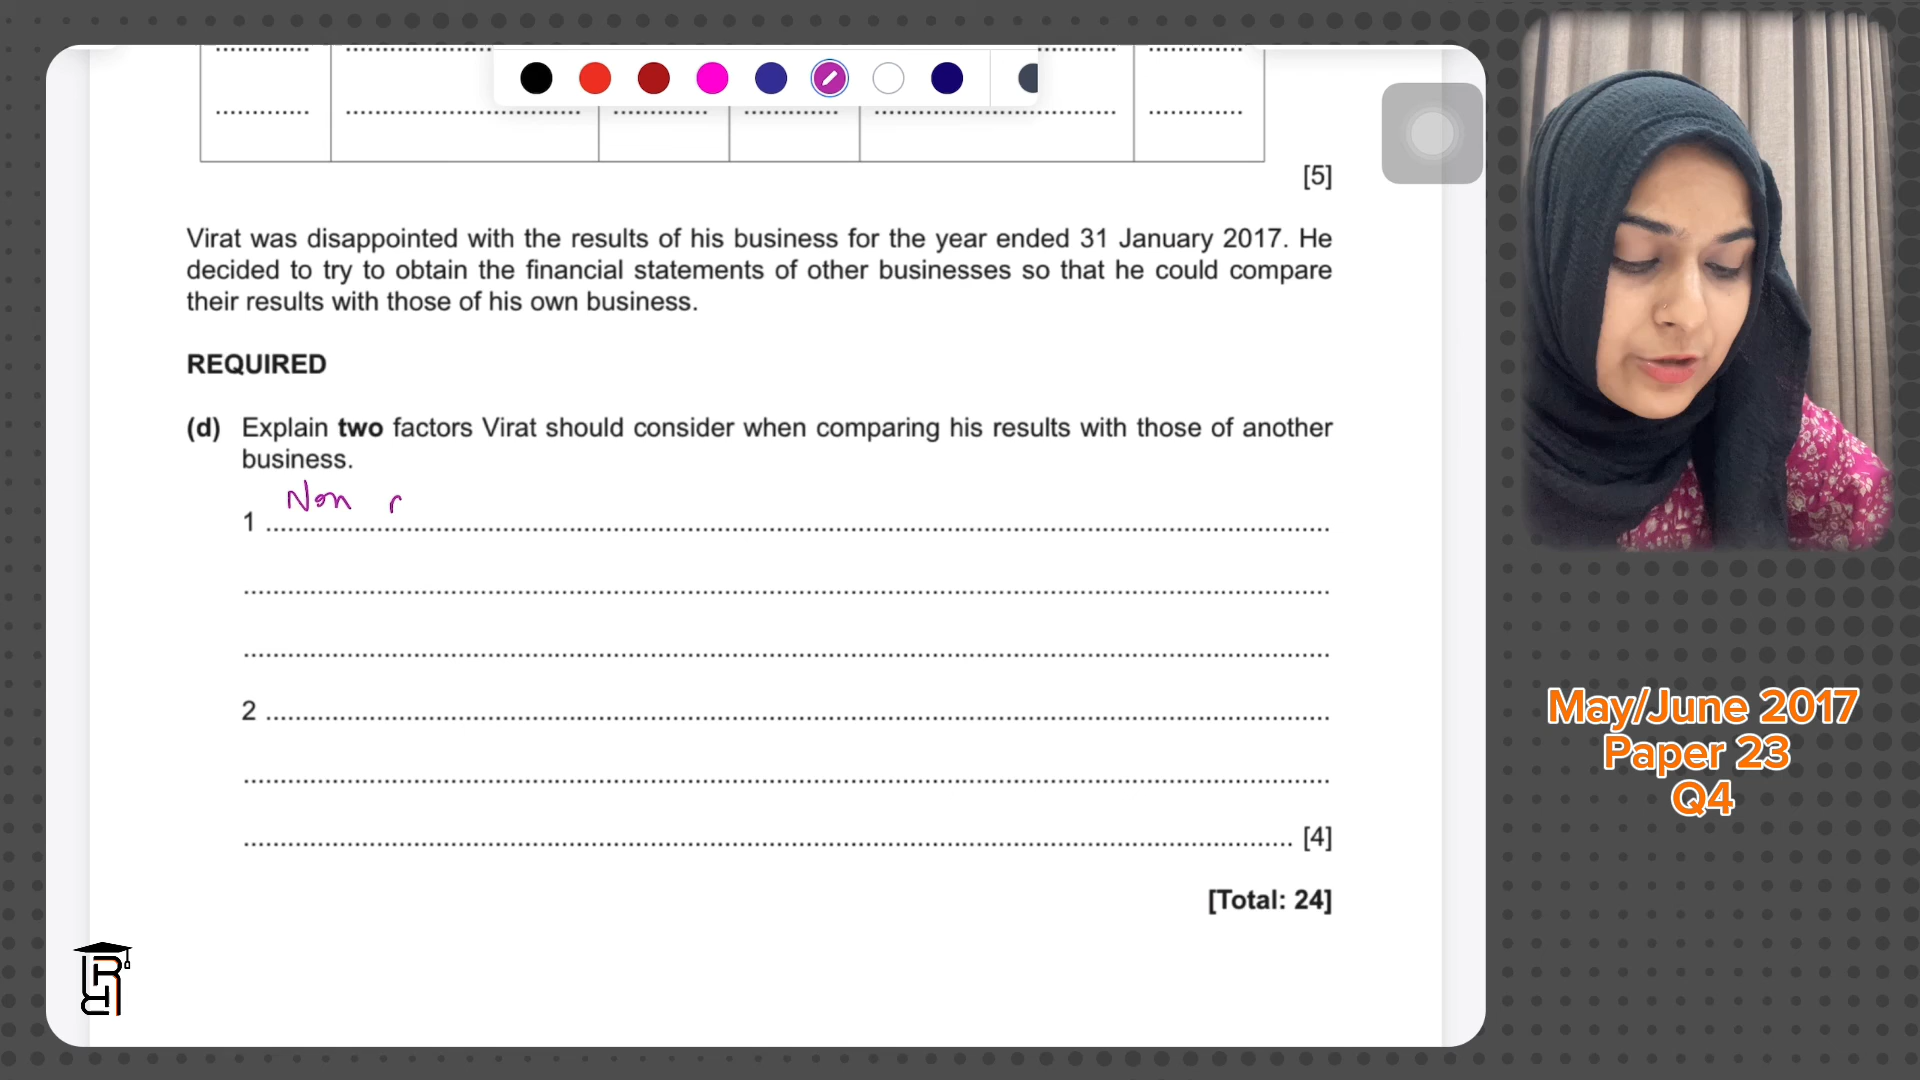 [5]
Virat was disappointed with the results of his business for the year ended 31 January 2017. He
decided to try to obtain the financial statements of other businesses so that he could compare
their results with those of his own business.
REQUIRED
(d) Explain two factors Virat should consider when comparing his results with those of another
business.
Non
1
2
[4]
[Total: 24]
May/June 2017
Paper 23
Q4